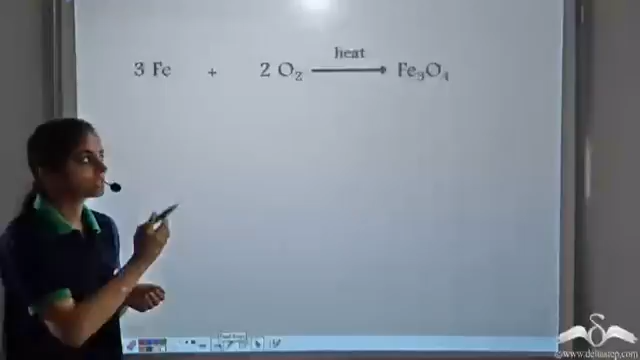 heat
3 Fe + 2 O₂ → Fe₃O₄
© www.deltastep.com